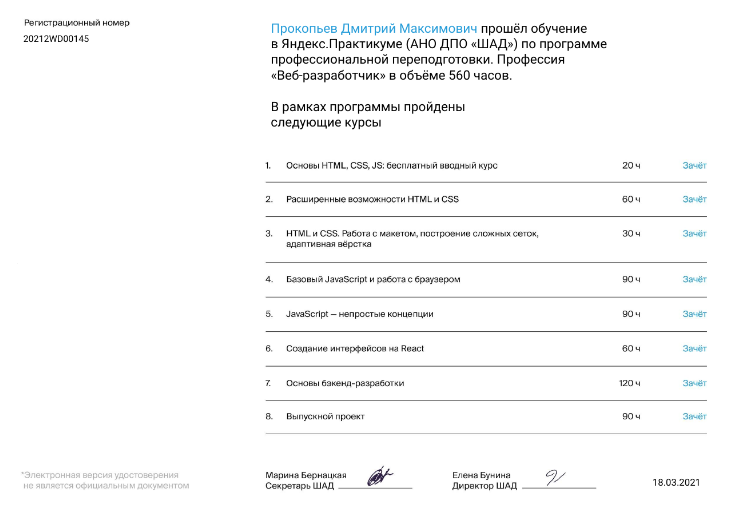 Регистрационный номер
20212WD00145
Прокопьев Дмитрий Максимович прошёл обучение
в Яндекс.Практикуме (АНО ДПО «ШАД») по программе
профессиональной переподготовки. Профессия
«Веб-разработчик» в объёме 560 часов.
В рамках программы пройдены
следующие курсы
1. Основы HTML, CSS, JS: бесплатный вводный курс 20 ч Зачёт
2. Расширенные возможности HTML и CSS 60 ч Зачёт
3. HTML и CSS. Работа с макетом, построение сложных сеток, 30 ч Зачёт
адаптивная вёрстка
4. Базовый JavaScript и работа с браузером 90 ч Зачёт
5. JavaScript — непростые концепции 90 ч Зачёт
6. Создание интерфейсов на React 60 ч Зачёт
7. Основы бэкенд-разработки 120 ч Зачёт
8. Выпускной проект 90 ч Зачёт
*Электронная версия удостоверения
не является официальным документом
Марина Бернацкая
Секретарь ШАД
Елена Бунина
Директор ШАД
18.03.2021